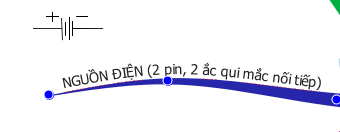 + −
NGUỒN ĐIỆN (2 pin, 2 ắc qui mắc nối tiếp)